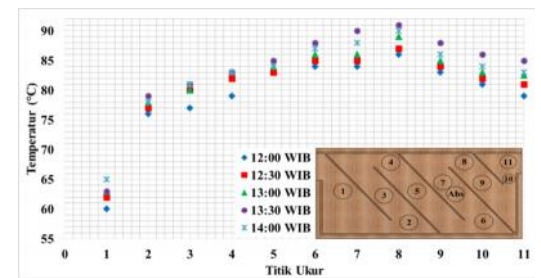 90
85
80
75
70
65
60
55
Temperatur (°C)
0 1 2 3 4 5 6 7 8 9 10 11
Titik Ukur
12:00 WIB
12:30 WIB
13:00 WIB
13:30 WIB
14:00 WIB
1
2
3
4
5
6
7
Abs
8
9
10
11